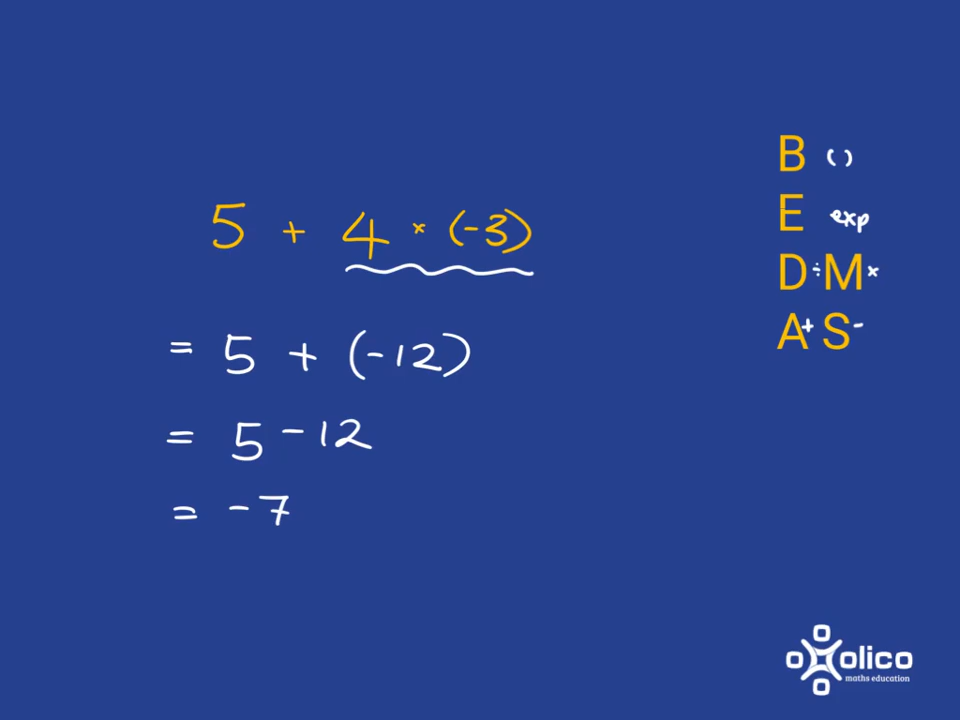 5 + 4 × (-3)
= 5 + (-12)
= 5 - 12
= -7
B ()
E exp
D ÷ M ×
A + S -
olico
maths education